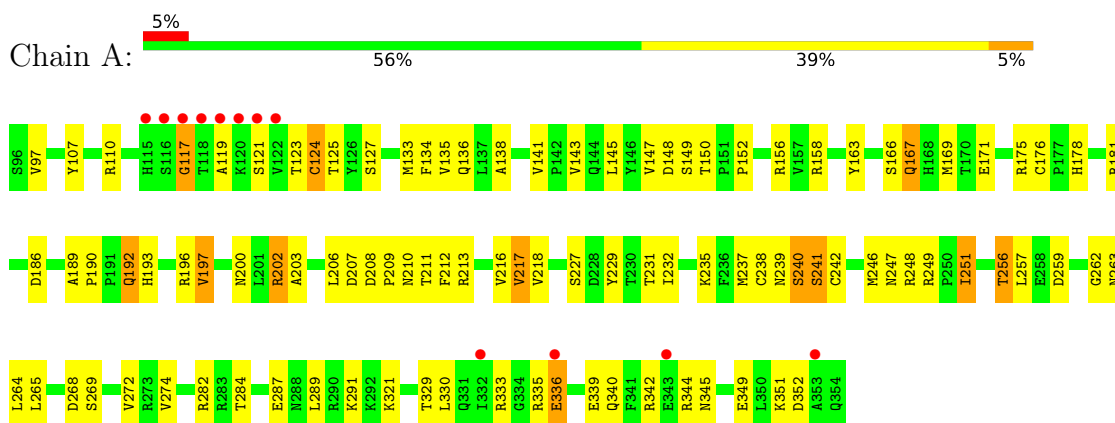 5%
Chain A:
56% 39% 5%
S96 V97 Y107 R110 H115 S116 G117 T118 A119 K120 S121 V122 T123 C124 T125 Y126 S127 M133 F134 V135 Q136 L137 A138 V141 P142 V143 Q144 L145 Y146 V147 D148 S149 T150 P151 P152 R156 V157 R158 Y163 S166 Q167 H168 M169 T170 E171 R175 C176 P177 H178 R181
D186 A189 P190 P191 Q192 H193 R196 V197 N200 L201 R202 A203 L206 D207 D208 P209 N210 T211 F212 R213 V216 V217 V218 S227 D228 Y229 T230 T231 I232 K235 F236 M237 C238 N239 S240 S241 C242 M246 N247 R248 R249 P250 I251 T256 L257 E258 D259 G262 N263
L264 L265 D268 S269 V272 R273 V274 R282 R283 T284 E287 N288 L289 R290 K291 K292 K321 T329 L330 Q331 I332 R333 G334 R335 E336 E339 Q340 F341 R342 E343 R344 N345 E349 L350 K351 D352 A353 Q354